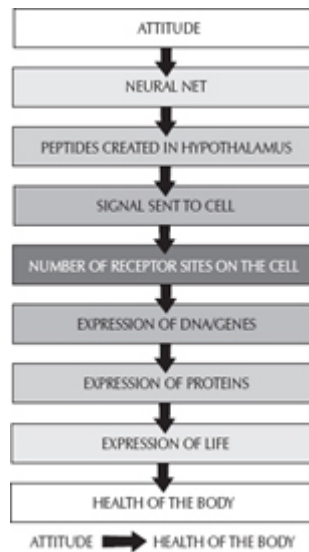 ATTITUDE
NEURAL NET
PEPTIDES CREATED IN HYPOTHALAMUS
SIGNAL SENT TO CELL
NUMBER OF RECEPTOR SITES ON THE CELL
EXPRESSION OF DNA/GENES
EXPRESSION OF PROTEINS
EXPRESSION OF LIFE
HEALTH OF THE BODY
ATTITUDE HEALTH OF THE BODY